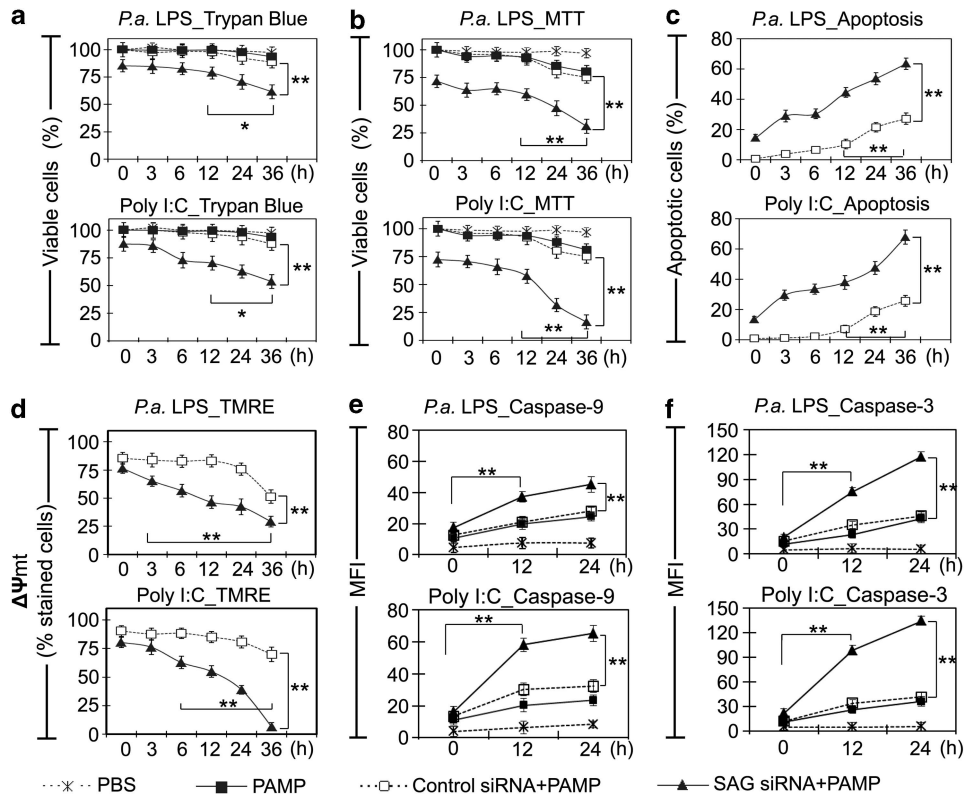 a
P.a. LPS_Trypan Blue
Viable cells (%)
100
75
50
25
0
**
*
0 3 6 12 24 36 (h)
Poly I:C_Trypan Blue
100
75
50
25
0
**
*
0 3 6 12 24 36 (h)
b
P.a. LPS_MTT
Viable cells (%)
100
75
50
25
0
**
**
0 3 6 12 24 36 (h)
Poly I:C_MTT
100
75
50
25
0
**
**
0 3 6 12 24 36 (h)
c
P.a. LPS_Apoptosis
Apoptotic cells (%)
80
60
40
20
0
**
**
0 3 6 12 24 36 (h)
Poly I:C_Apoptosis
80
60
40
20
0
**
**
0 3 6 12 24 36 (h)
d
P.a. LPS_TMRE
ΔΨmt
(% stained cells)
100
75
50
25
0
**
**
0 3 6 12 24 36 (h)
Poly I:C_TMRE
100
75
50
25
0
**
**
0 3 6 12 24 36 (h)
e
P.a. LPS_Caspase-9
MFI
80
60
40
20
0
**
**
0 12 24 (h)
Poly I:C_Caspase-9
80
60
40
20
0
**
**
0 12 24 (h)
f
P.a. LPS_Caspase-3
MFI
150
120
90
60
30
0
**
**
0 12 24 (h)
Poly I:C_Caspase-3
150
120
90
60
30
0
**
**
0 12 24 (h)
PBS PAMP Control siRNA+PAMP SAG siRNA+PAMP